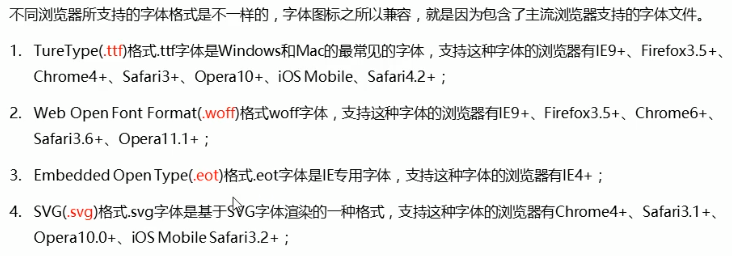 不同浏览器所支持的字体格式是不一样的，字体图标之所以兼容，就是因为包含了主流浏览器支持的字体文件。
1. TureType(.ttf)格式.ttf字体是Windows和Mac的最常见的字体，支持这种字体的浏览器有IE9+、Firefox3.5+、
Chrome4+、Safari3+、Opera10+、iOS Mobile、Safari4.2+；
2. Web Open Font Format(.woff)格式woff字体，支持这种字体的浏览器有IE9+、Firefox3.5+、Chrome6+、
Safari3.6+、Opera11.1+；
3. Embedded Open Type(.eot)格式.eot字体是IE专用字体，支持这种字体的浏览器有IE4+；
4. SVG(.svg)格式.svg字体是基于SVG字体渲染的一种格式，支持这种字体的浏览器有Chrome4+、Safari3.1+、
Opera10.0+、iOS Mobile Safari3.2+；